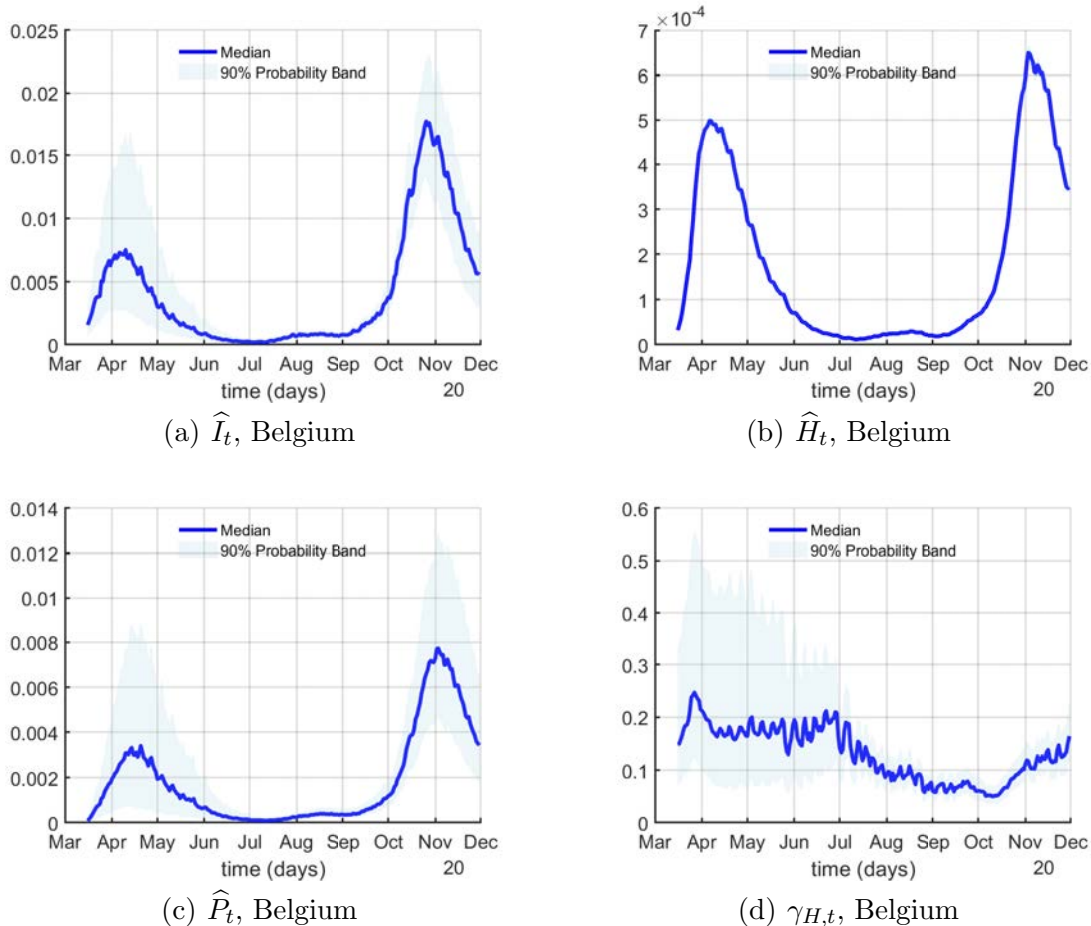 0.025
0.02
0.015
0.01
0.005
0
Median
90% Probability Band
Mar Apr May Jun Jul Aug Sep Oct Nov Dec
time (days) 20
(a) Î_t, Belgium
×10^-4
7
6
5
4
3
2
1
0
Median
90% Probability Band
Mar Apr May Jun Jul Aug Sep Oct Nov Dec
time (days) 20
(b) Ĥ_t, Belgium
0.014
0.012
0.01
0.008
0.006
0.004
0.002
0
Median
90% Probability Band
Mar Apr May Jun Jul Aug Sep Oct Nov Dec
time (days) 20
(c) P̂_t, Belgium
0.6
0.5
0.4
0.3
0.2
0.1
0
Median
90% Probability Band
Mar Apr May Jun Jul Aug Sep Oct Nov Dec
time (days) 20
(d) γ_{H,t}, Belgium